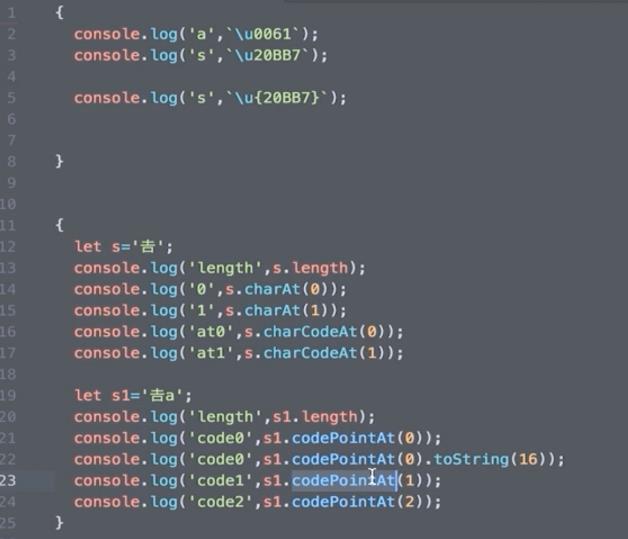 1 {
2 console.log('a',`\u0061`);
3 console.log('s',`\u20BB7`);
4
5 console.log('s',`\u{20BB7}`);
6
7
8 }
9
10
11 {
12 let s='𠮷';
13 console.log('length',s.length);
14 console.log('0',s.charAt(0));
15 console.log('1',s.charAt(1));
16 console.log('at0',s.charCodeAt(0));
17 console.log('at1',s.charCodeAt(1));
18
19 let s1='𠮷a';
20 console.log('length',s1.length);
21 console.log('code0',s1.codePointAt(0));
22 console.log('code0',s1.codePointAt(0).toString(16));
23 console.log('code1',s1.codePointAt(1));
24 console.log('code2',s1.codePointAt(2));
25 }